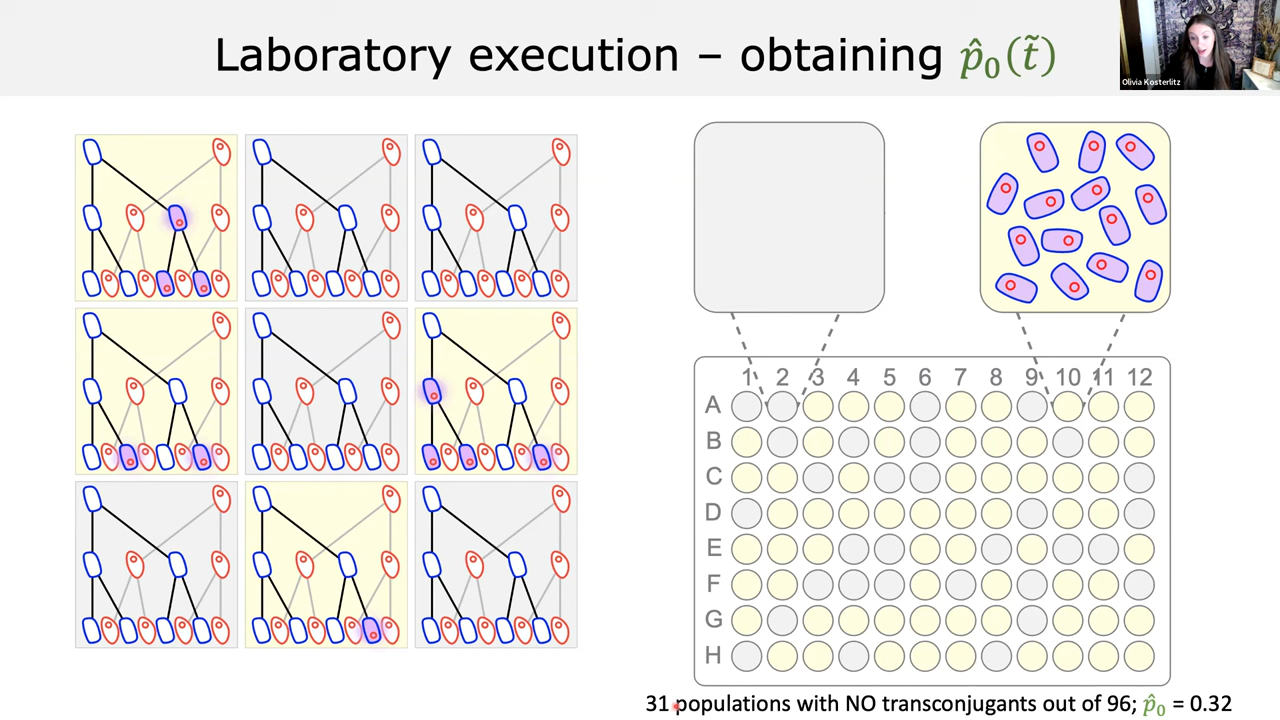 Laboratory execution – obtaining p̂₀(t̃)
Olivia Kosterlitz
1 2 3 4 5 6 7 8 9 10 11 12
A
B
C
D
E
F
G
H
31 populations with NO transconjugants out of 96; p̂₀ = 0.32